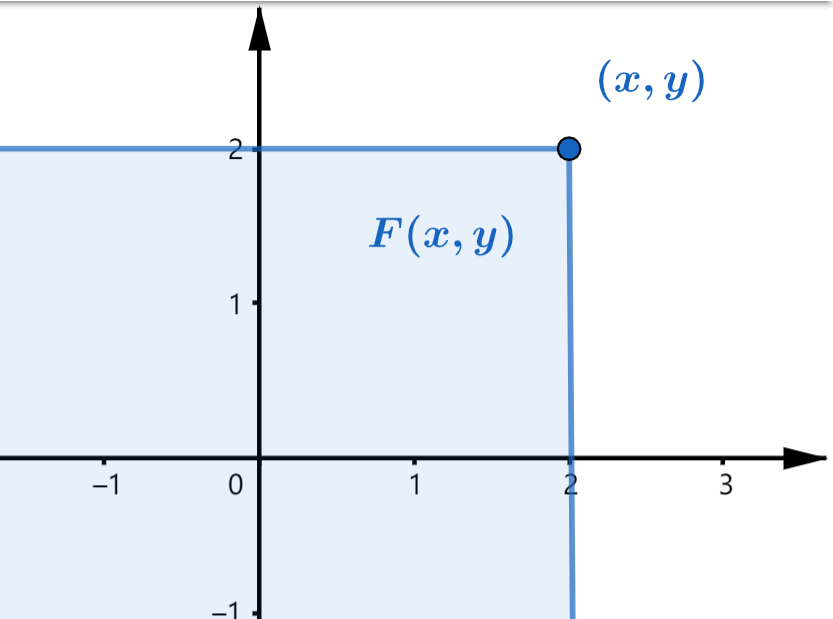 (x, y)
2
F(x, y)
1
–1 0 1 2 3
–1